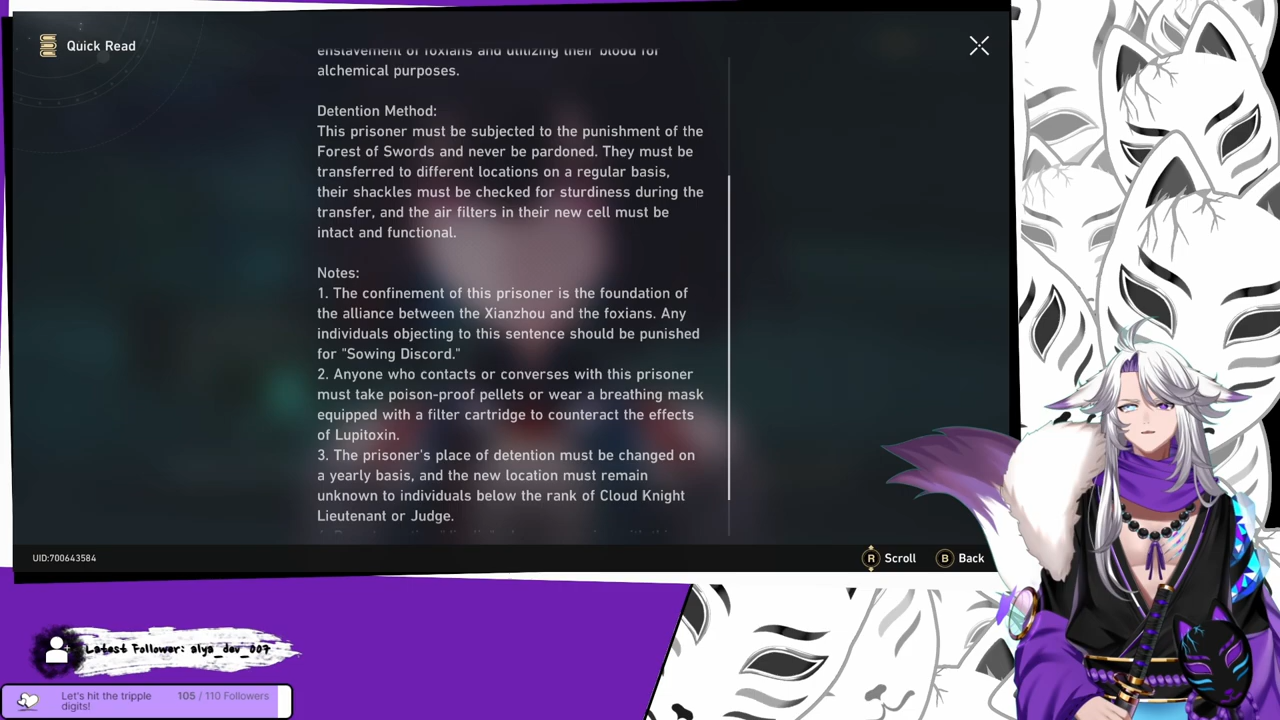 Quick Read
enslavement of foxians and utilizing their blood for
alchemical purposes.
Detention Method:
This prisoner must be subjected to the punishment of the
Forest of Swords and never be pardoned. They must be
transferred to different locations on a regular basis,
their shackles must be checked for sturdiness during the
transfer, and the air filters in their new cell must be
intact and functional.
Notes:
1. The confinement of this prisoner is the foundation of
the alliance between the Xianzhou and the foxians. Any
individuals objecting to this sentence should be punished
for "Sowing Discord."
2. Anyone who contacts or converses with this prisoner
must take poison-proof pellets or wear a breathing mask
equipped with a filter cartridge to counteract the effects
of Lupitoxin.
3. The prisoner's place of detention must be changed on
a yearly basis, and the new location must remain
unknown to individuals below the rank of Cloud Knight
Lieutenant or Judge.
UID:700643584
R Scroll
B Back
Latest Follower: alya_dev_007
Let's hit the tripple
digits!
105 / 110 Followers